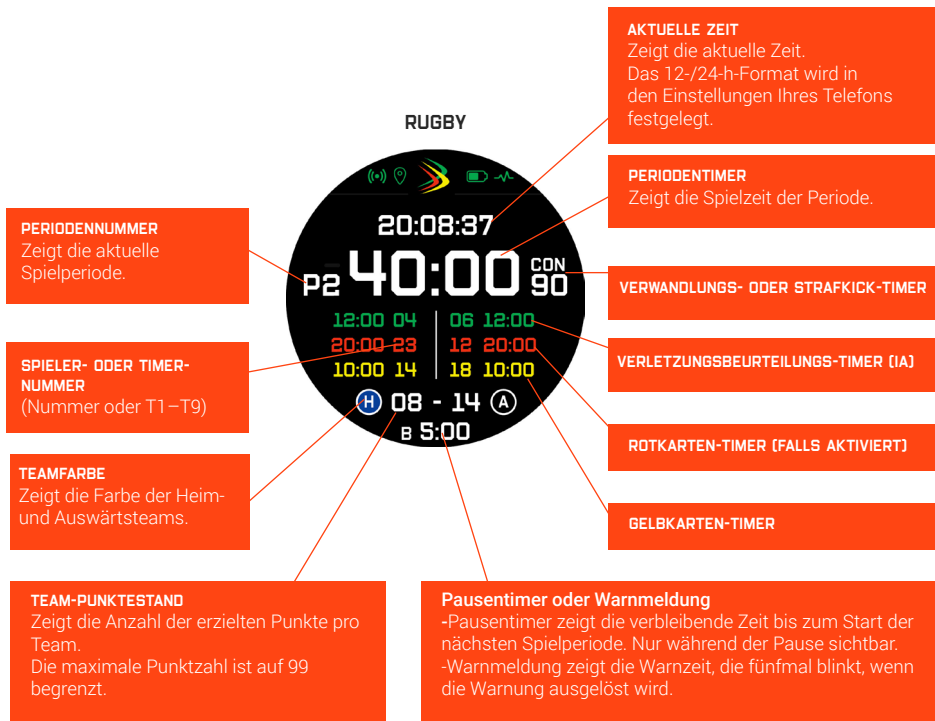 AKTUELLE ZEIT
Zeigt die aktuelle Zeit.
Das 12-/24-h-Format wird in
den Einstellungen Ihres Telefons
festgelegt.
RUGBY
PERIODENTIMER
Zeigt die Spielzeit der Periode.
PERIODENNUMMER
Zeigt die aktuelle
Spielperiode.
20:08:37
P2 40:00 CON
90
12:00 04 06 12:00
20:00 23 12 20:00
10:00 14 18 10:00
H 08 - 14 A
B 5:00
VERWANDLUNGS- ODER STRAFKICK-TIMER
VERLETZUNGSBEURTEILUNGS-TIMER (IA)
SPIELER- ODER TIMER-
NUMMER
(Nummer oder T1–T9)
ROTKARTEN-TIMER (FALLS AKTIVIERT)
TEAMFARBE
Zeigt die Farbe der Heim-
und Auswärtsteams.
GELBKARTEN-TIMER
TEAM-PUNKTESTAND
Zeigt die Anzahl der erzielten Punkte pro
Team.
Die maximale Punktzahl ist auf 99
begrenzt.
Pausentimer oder Warnmeldung
-Pausentimer zeigt die verbleibende Zeit bis zum Start der
nächsten Spielperiode. Nur während der Pause sichtbar.
-Warnmeldung zeigt die Warnzeit, die fünfmal blinkt, wenn
die Warnung ausgelöst wird.